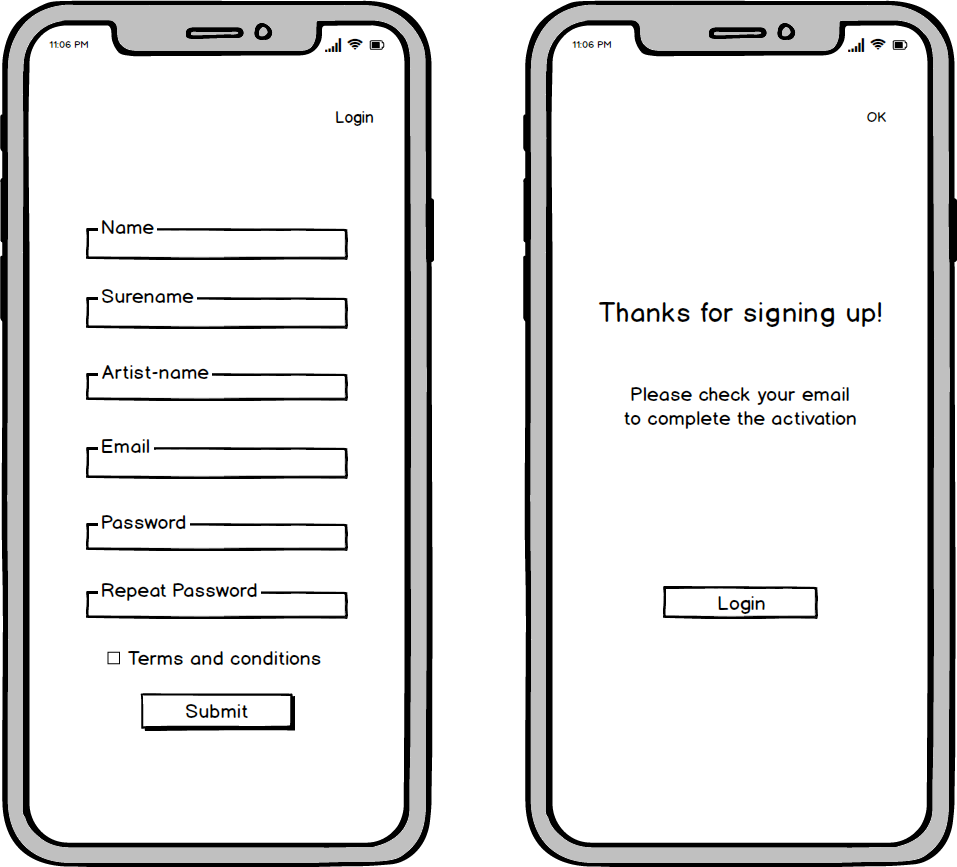 11:06 PM
Login
Name
Surename
Artist-name
Email
Password
Repeat Password
Terms and conditions
Submit
11:06 PM
OK
Thanks for signing up!
Please check your email
to complete the activation
Login